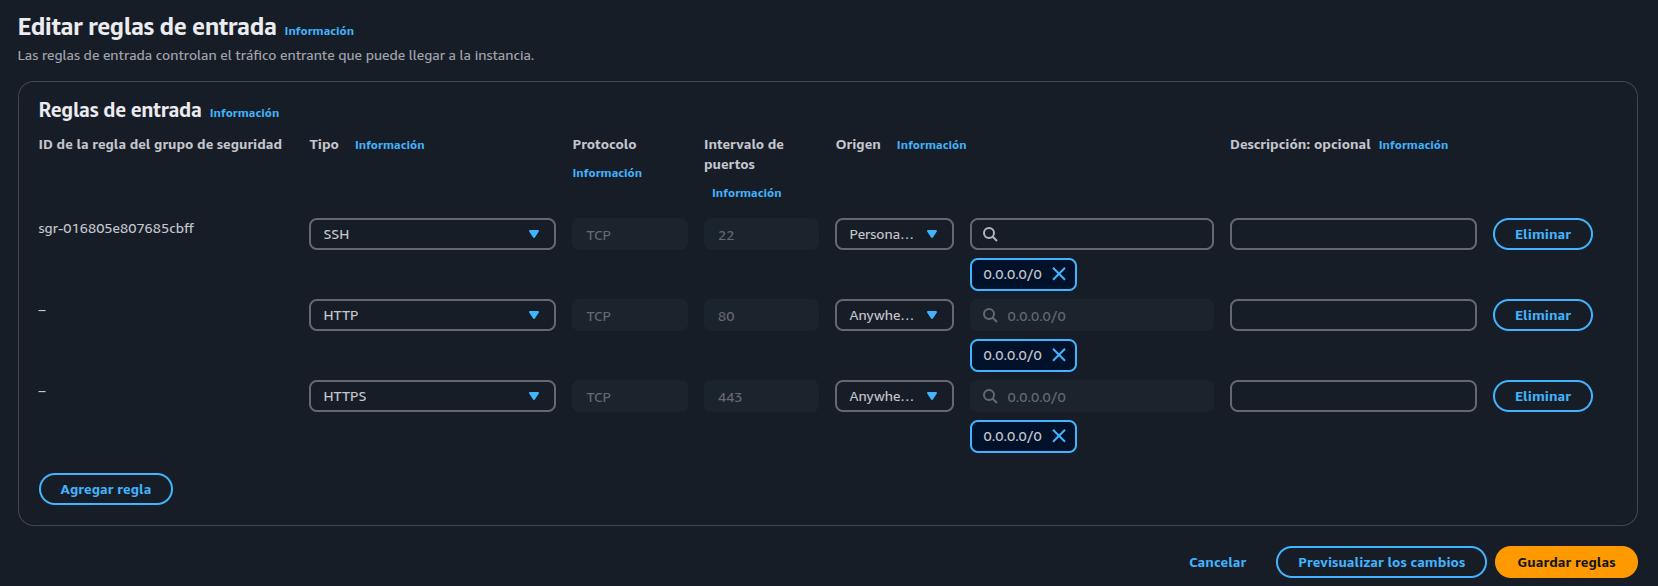 Editar reglas de entrada Información
Las reglas de entrada controlan el tráfico entrante que puede llegar a la instancia.
Reglas de entrada Información
ID de la regla del grupo de seguridad Tipo Información Protocolo Información Intervalo de puertos Información Origen Información Descripción: opcional Información
sgr-016805e807685cbff SSH TCP 22 Persona... Eliminar
0.0.0.0/0
– HTTP TCP 80 Anywhe... 0.0.0.0/0 Eliminar
0.0.0.0/0
– HTTPS TCP 443 Anywhe... 0.0.0.0/0 Eliminar
0.0.0.0/0
Agregar regla
Cancelar Previsualizar los cambios Guardar reglas